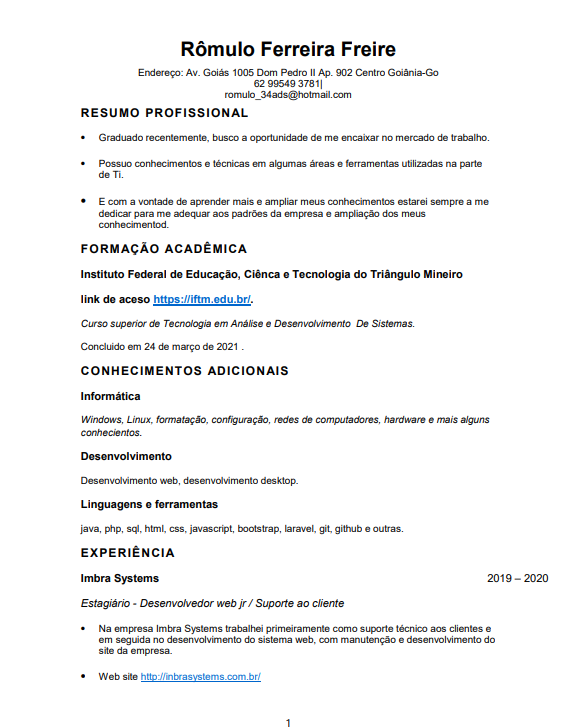 Rômulo Ferreira Freire
Endereço: Av. Goiás 1005 Dom Pedro II Ap. 902 Centro Goiânia-Go
62 99549 3781|
romulo_34ads@hotmail.com
RESUMO PROFISSIONAL
• Graduado recentemente, busco a oportunidade de me encaixar no mercado de trabalho.
• Possuo conhecimentos e técnicas em algumas áreas e ferramentas utilizadas na parte
de Ti.
• E com a vontade de aprender mais e ampliar meus conhecimentos estarei sempre a me
dedicar para me adequar aos padrões da empresa e ampliação dos meus
conhecimentod.
FORMAÇÃO ACADÊMICA
Instituto Federal de Educação, Ciênca e Tecnologia do Triângulo Mineiro
link de aceso https://iftm.edu.br/.
Curso superior de Tecnologia em Análise e Desenvolvimento De Sistemas.
Concluido em 24 de março de 2021 .
CONHECIMENTOS ADICIONAIS
Informática
Windows, Linux, formatação, configuração, redes de computadores, hardware e mais alguns
conhecientos.
Desenvolvimento
Desenvolvimento web, desenvolvimento desktop.
Linguagens e ferramentas
java, php, sql, html, css, javascript, bootstrap, laravel, git, github e outras.
EXPERIÊNCIA
Imbra Systems 2019 – 2020
Estagiário - Desenvolvedor web jr / Suporte ao cliente
• Na empresa Imbra Systems trabalhei primeiramente como suporte técnico aos clientes e
em seguida no desenvolvimento do sistema web, com manutenção e desenvolvimento do
site da empresa.
• Web site http://inbrasystems.com.br/
1